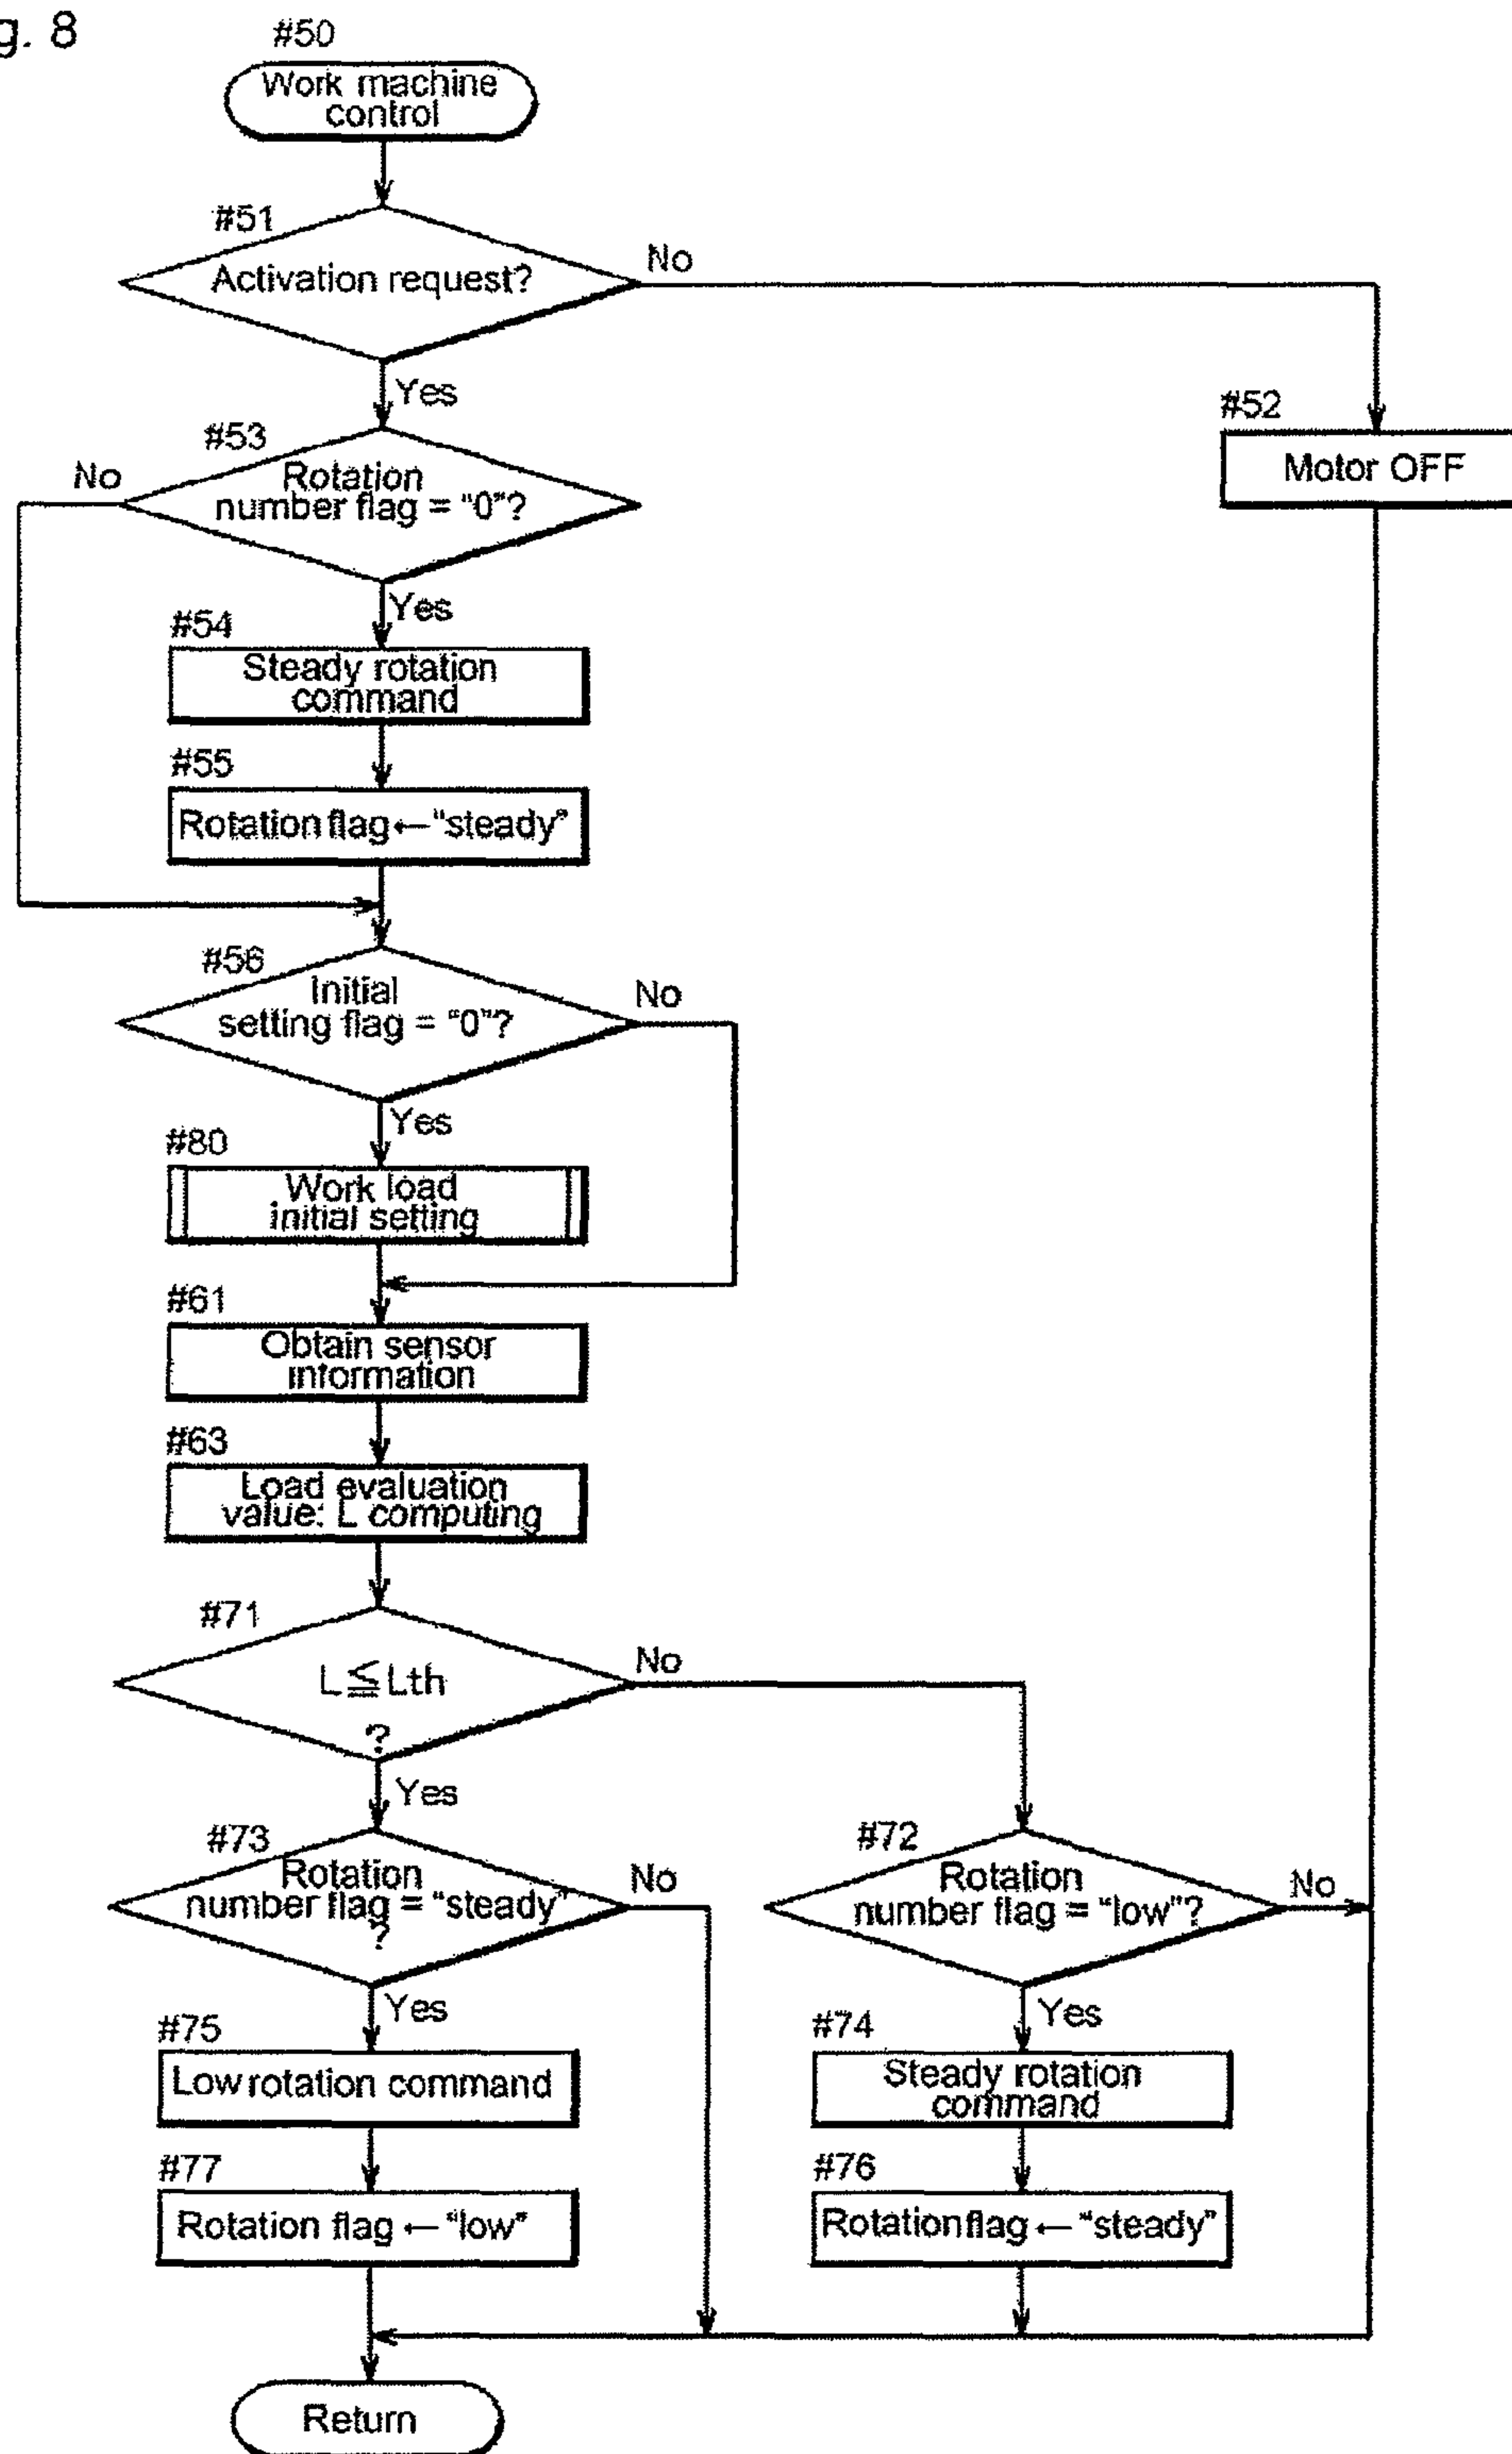 g. 8
#50
Work machine
control
#51
Activation request?
No
Yes
#52
Motor OFF
#53
No
Rotation
number flag = “0”?
Yes
#54
Steady rotation
command
#55
Rotation flag ← “steady”
#56
Initial
setting flag = “0”?
No
Yes
#80
Work load
initial setting
#61
Obtain sensor
information
#63
Load evaluation
value: L computing
#71
L ≦ Lth
?
No
Yes
#73
Rotation
number flag = “steady”
?
No
Yes
#72
Rotation
number flag = “low”?
No
Yes
#75
Low rotation command
#74
Steady rotation
command
#77
Rotation flag ← “low”
#76
Rotation flag ← “steady”
Return